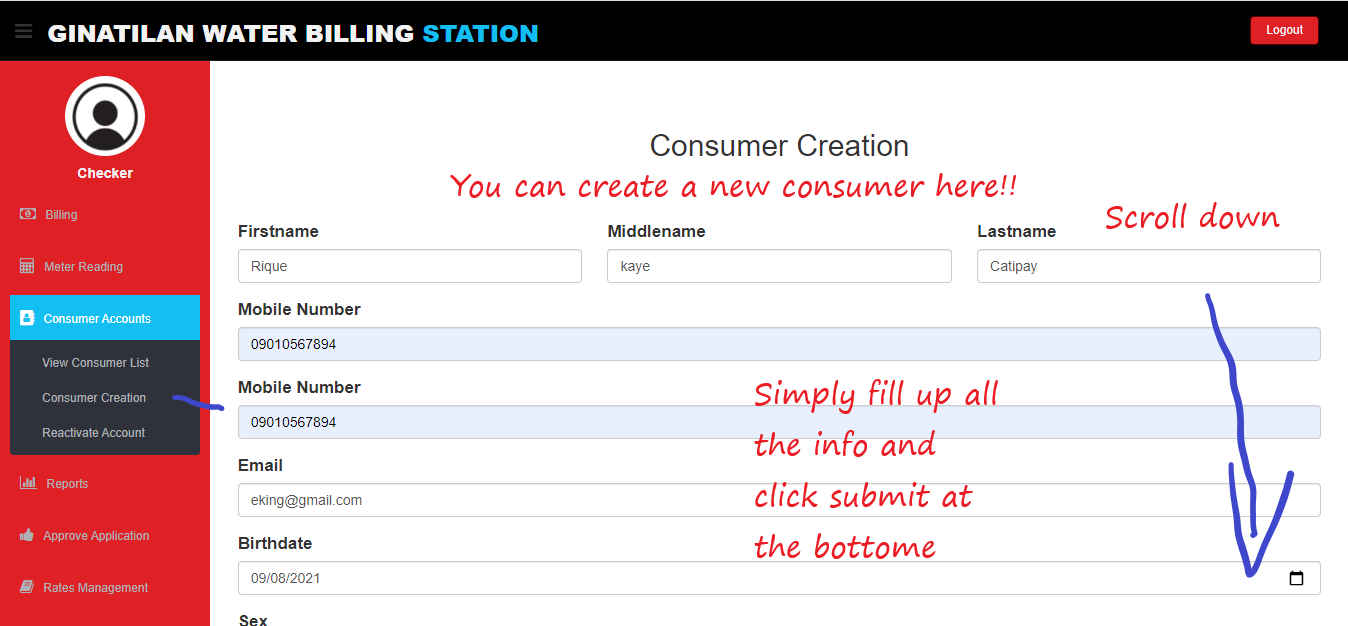 GINATILAN WATER BILLING STATION
Logout
Checker
Billing
Meter Reading
Consumer Accounts
View Consumer List
Consumer Creation
Reactivate Account
Reports
Approve Application
Rates Management
Consumer Creation
You can create a new consumer here!!
Scroll down
Firstname Middlename Lastname
Rique kaye Catipay
Mobile Number
09010567894
Mobile Number
09010567894
Simply fill up all
the info and
click submit at
the bottome
Email
eking@gmail.com
Birthdate
09/08/2021
Sex